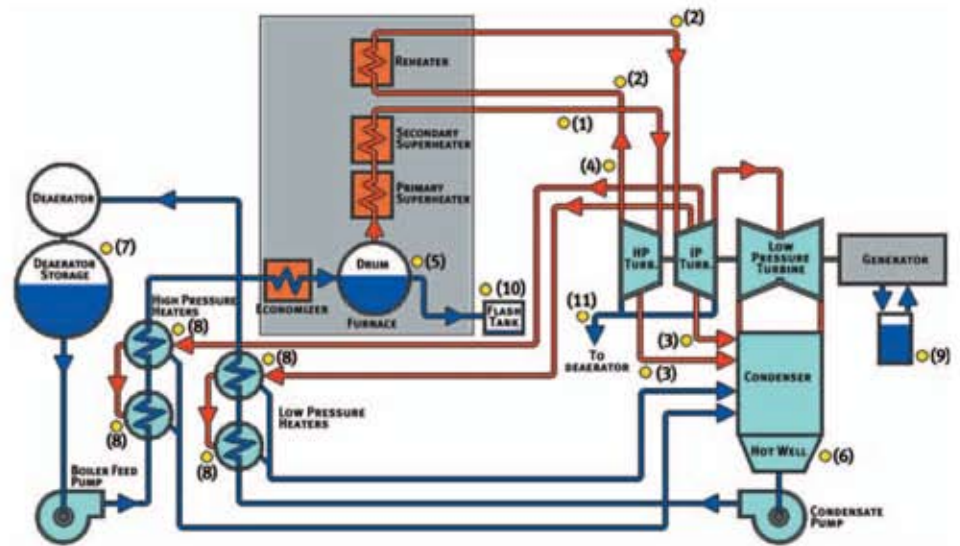 (2)
REHEATER
(2)
(1)
SECONDARY
SUPERHEATER
(4)
PRIMARY
SUPERHEATER
DEAERATOR
(7)
DEAERATOR
STORAGE
DRUM
(5)
HP
TURB.
IP
TURB.
LOW
PRESSURE
TURBINE
GENERATOR
ECONOMIZER
FURNACE
(10)
FLASH
TANK
HIGH PRESSURE
HEATERS
(8)
(11)
TO
DEAERATOR
(3)
(3)
(9)
(8)
CONDENSER
(8)
LOW PRESSURE
HEATERS
(8)
HOT WELL
(6)
BOILER FEED
PUMP
CONDENSATE
PUMP